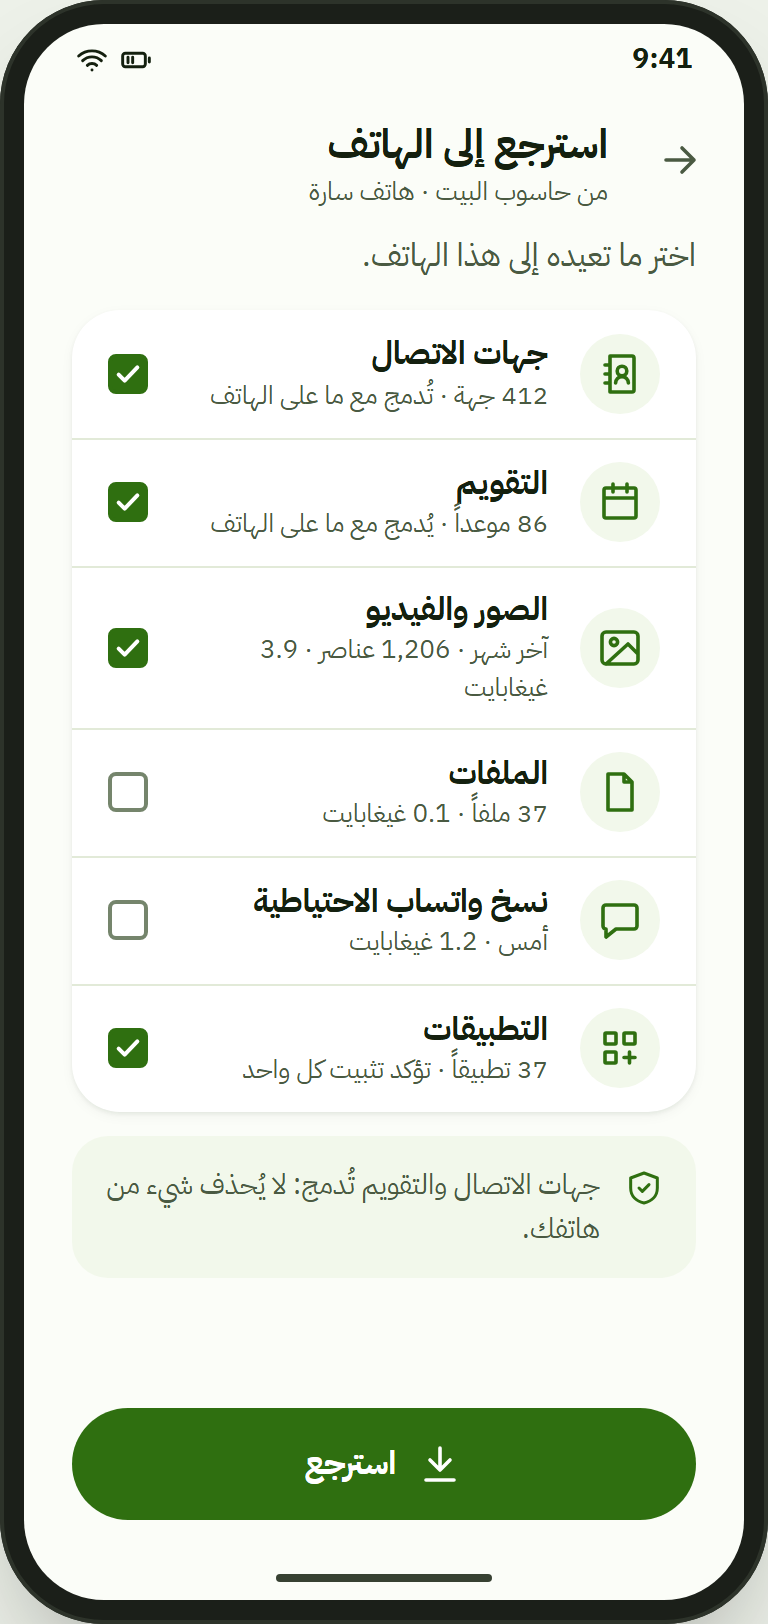 9:41
استرجع إلى الهاتف
من حاسوب البيت · هاتف سارة
اختر ما تعيده إلى هذا الهاتف.
جهات الاتصال
412 جهة · تُدمج مع ما على الهاتف
التقويم
86 موعداً · يُدمج مع ما على الهاتف
الصور والفيديو
آخر شهر · 1,206 عناصر · 3.9
غيغابايت
الملفات
37 ملفاً · 0.1 غيغابايت
نسخ واتساب الاحتياطية
أمس · 1.2 غيغابايت
التطبيقات
37 تطبيقاً · تؤكد تثبيت كل واحد
جهات الاتصال والتقويم تُدمج: لا يُحذف شيء من
هاتفك.
استرجع